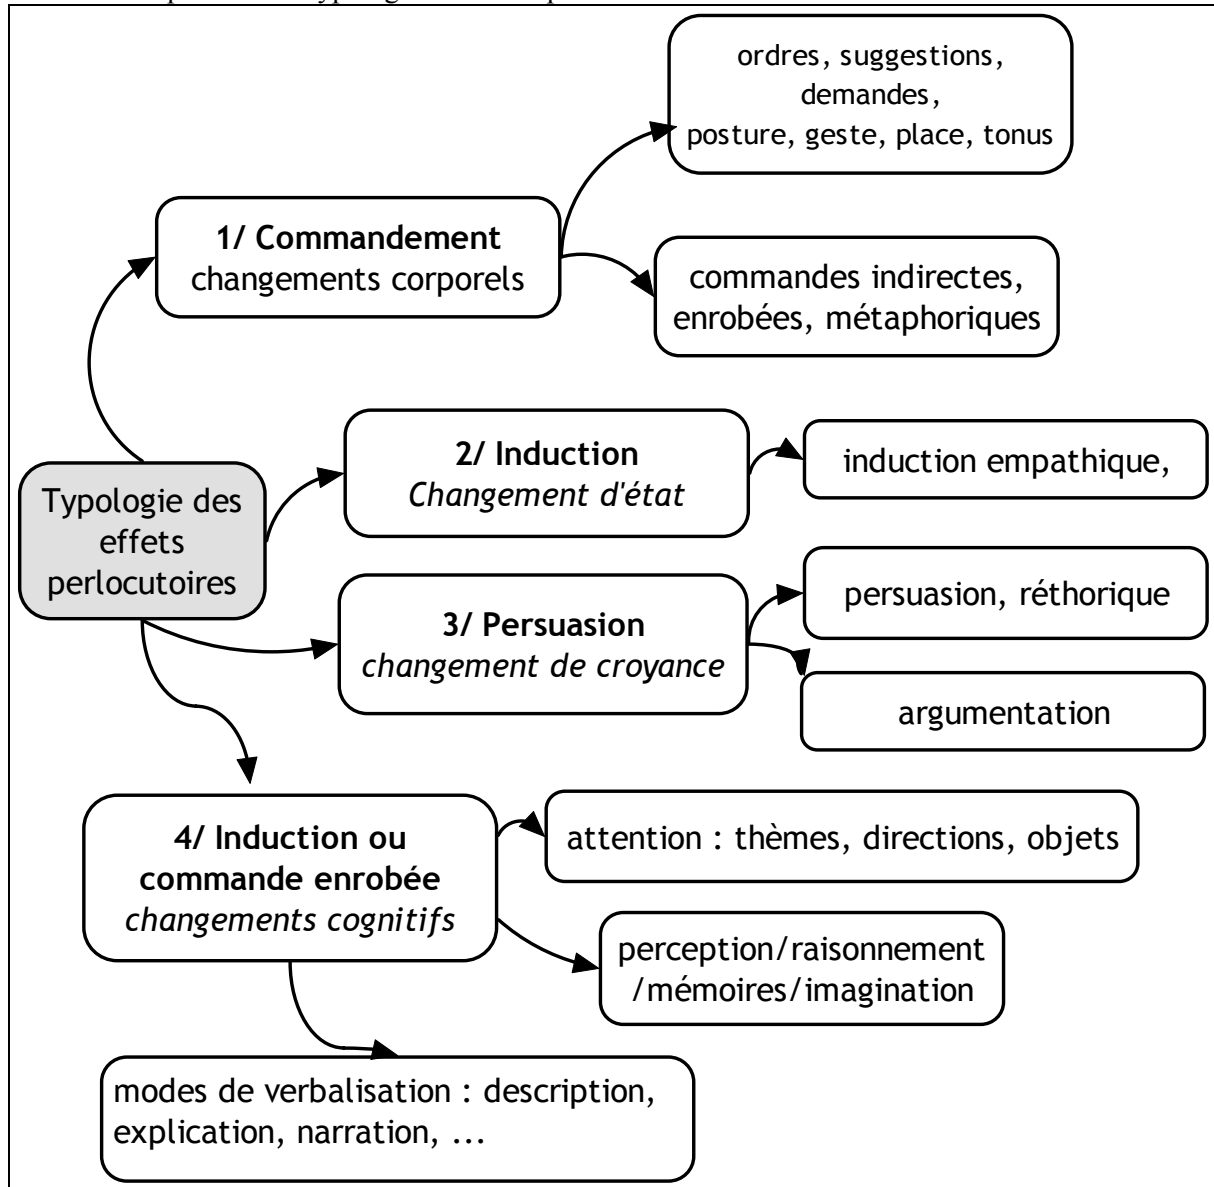 ordres, suggestions,
demandes,
posture, geste, place, tonus
1/ Commandement
changements corporels
commandes indirectes,
enrobées, métaphoriques
2/ Induction
Changement d'état
induction empathique,
Typologie des
effets
perlocutoires
persuasion, réthorique
3/ Persuasion
changement de croyance
argumentation
4/ Induction ou
commande enrobée
changements cognitifs
attention : thèmes, directions, objets
perception/raisonnement
/mémoires/imagination
modes de verbalisation : description,
explication, narration, ...